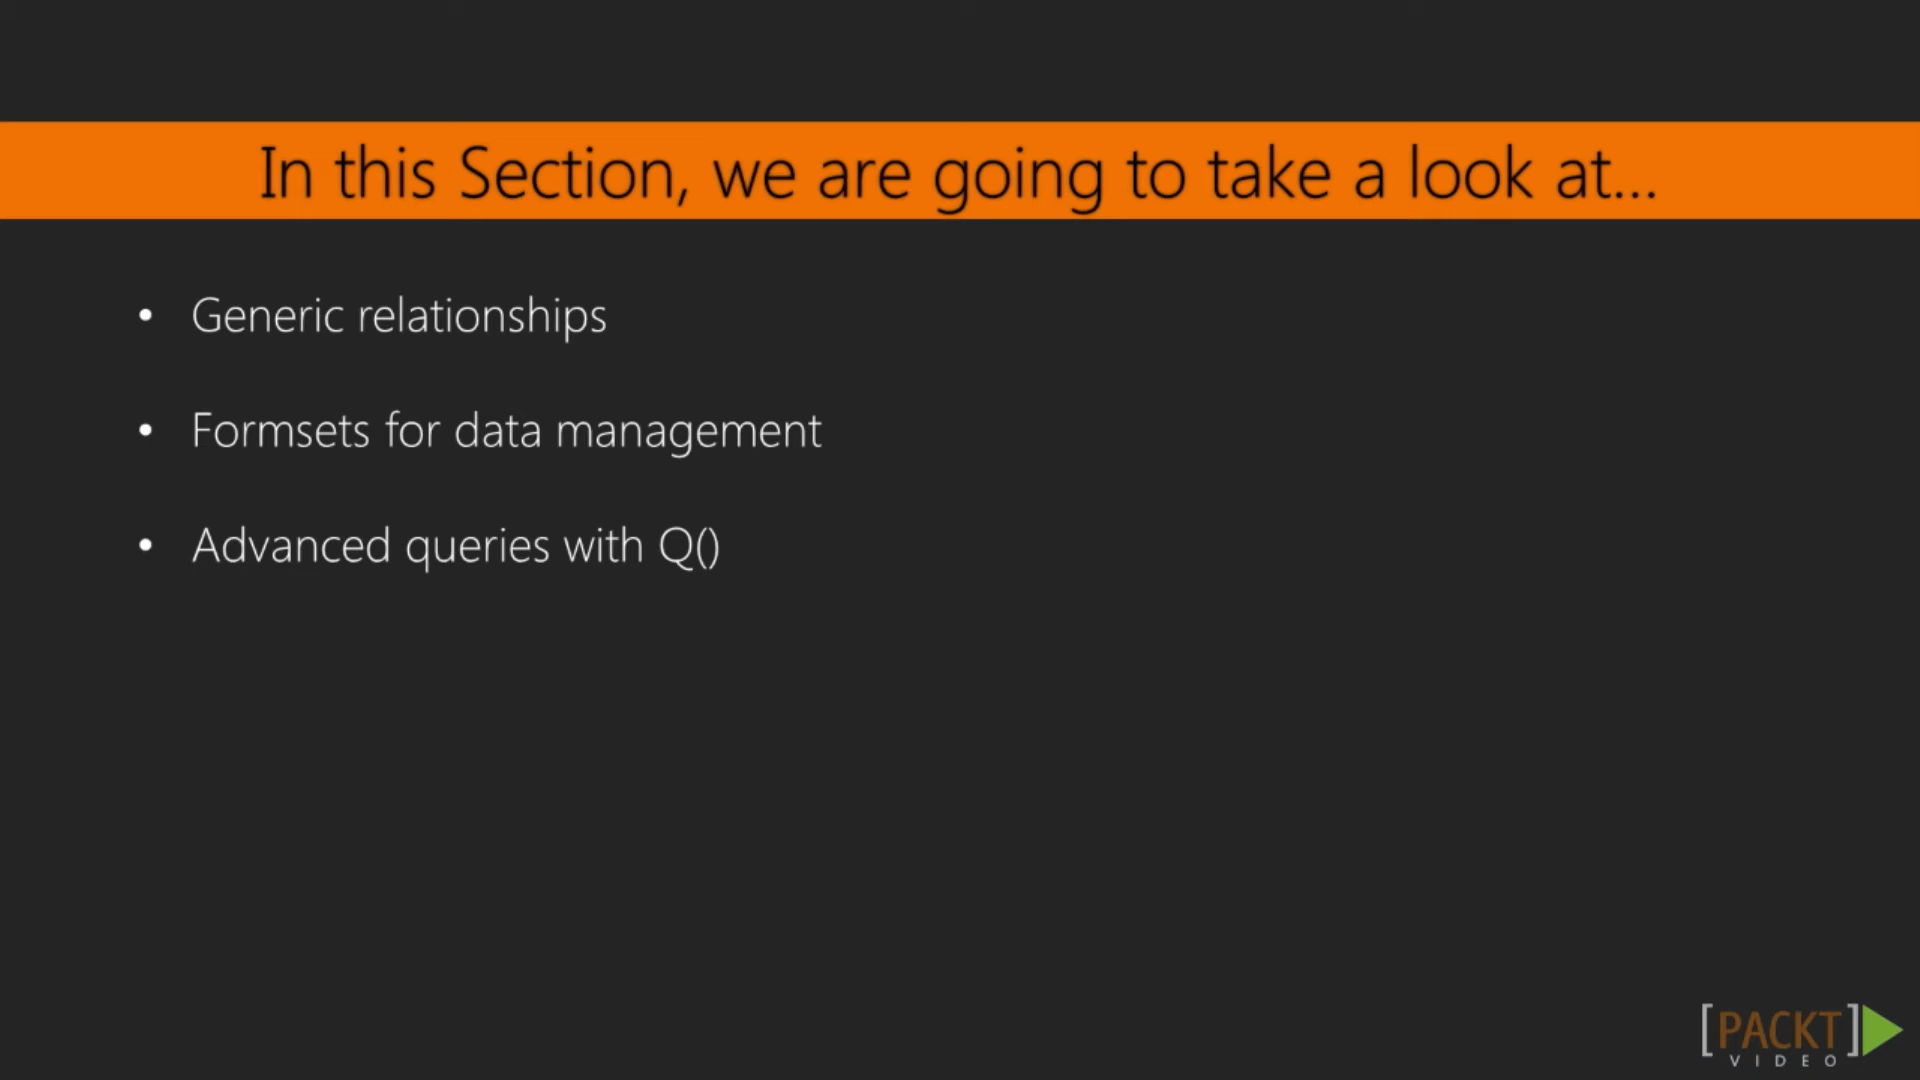 In this Section, we are going to take a look at...
• Generic relationships
• Formsets for data management
• Advanced queries with Q()
[PACKT]
VIDEO